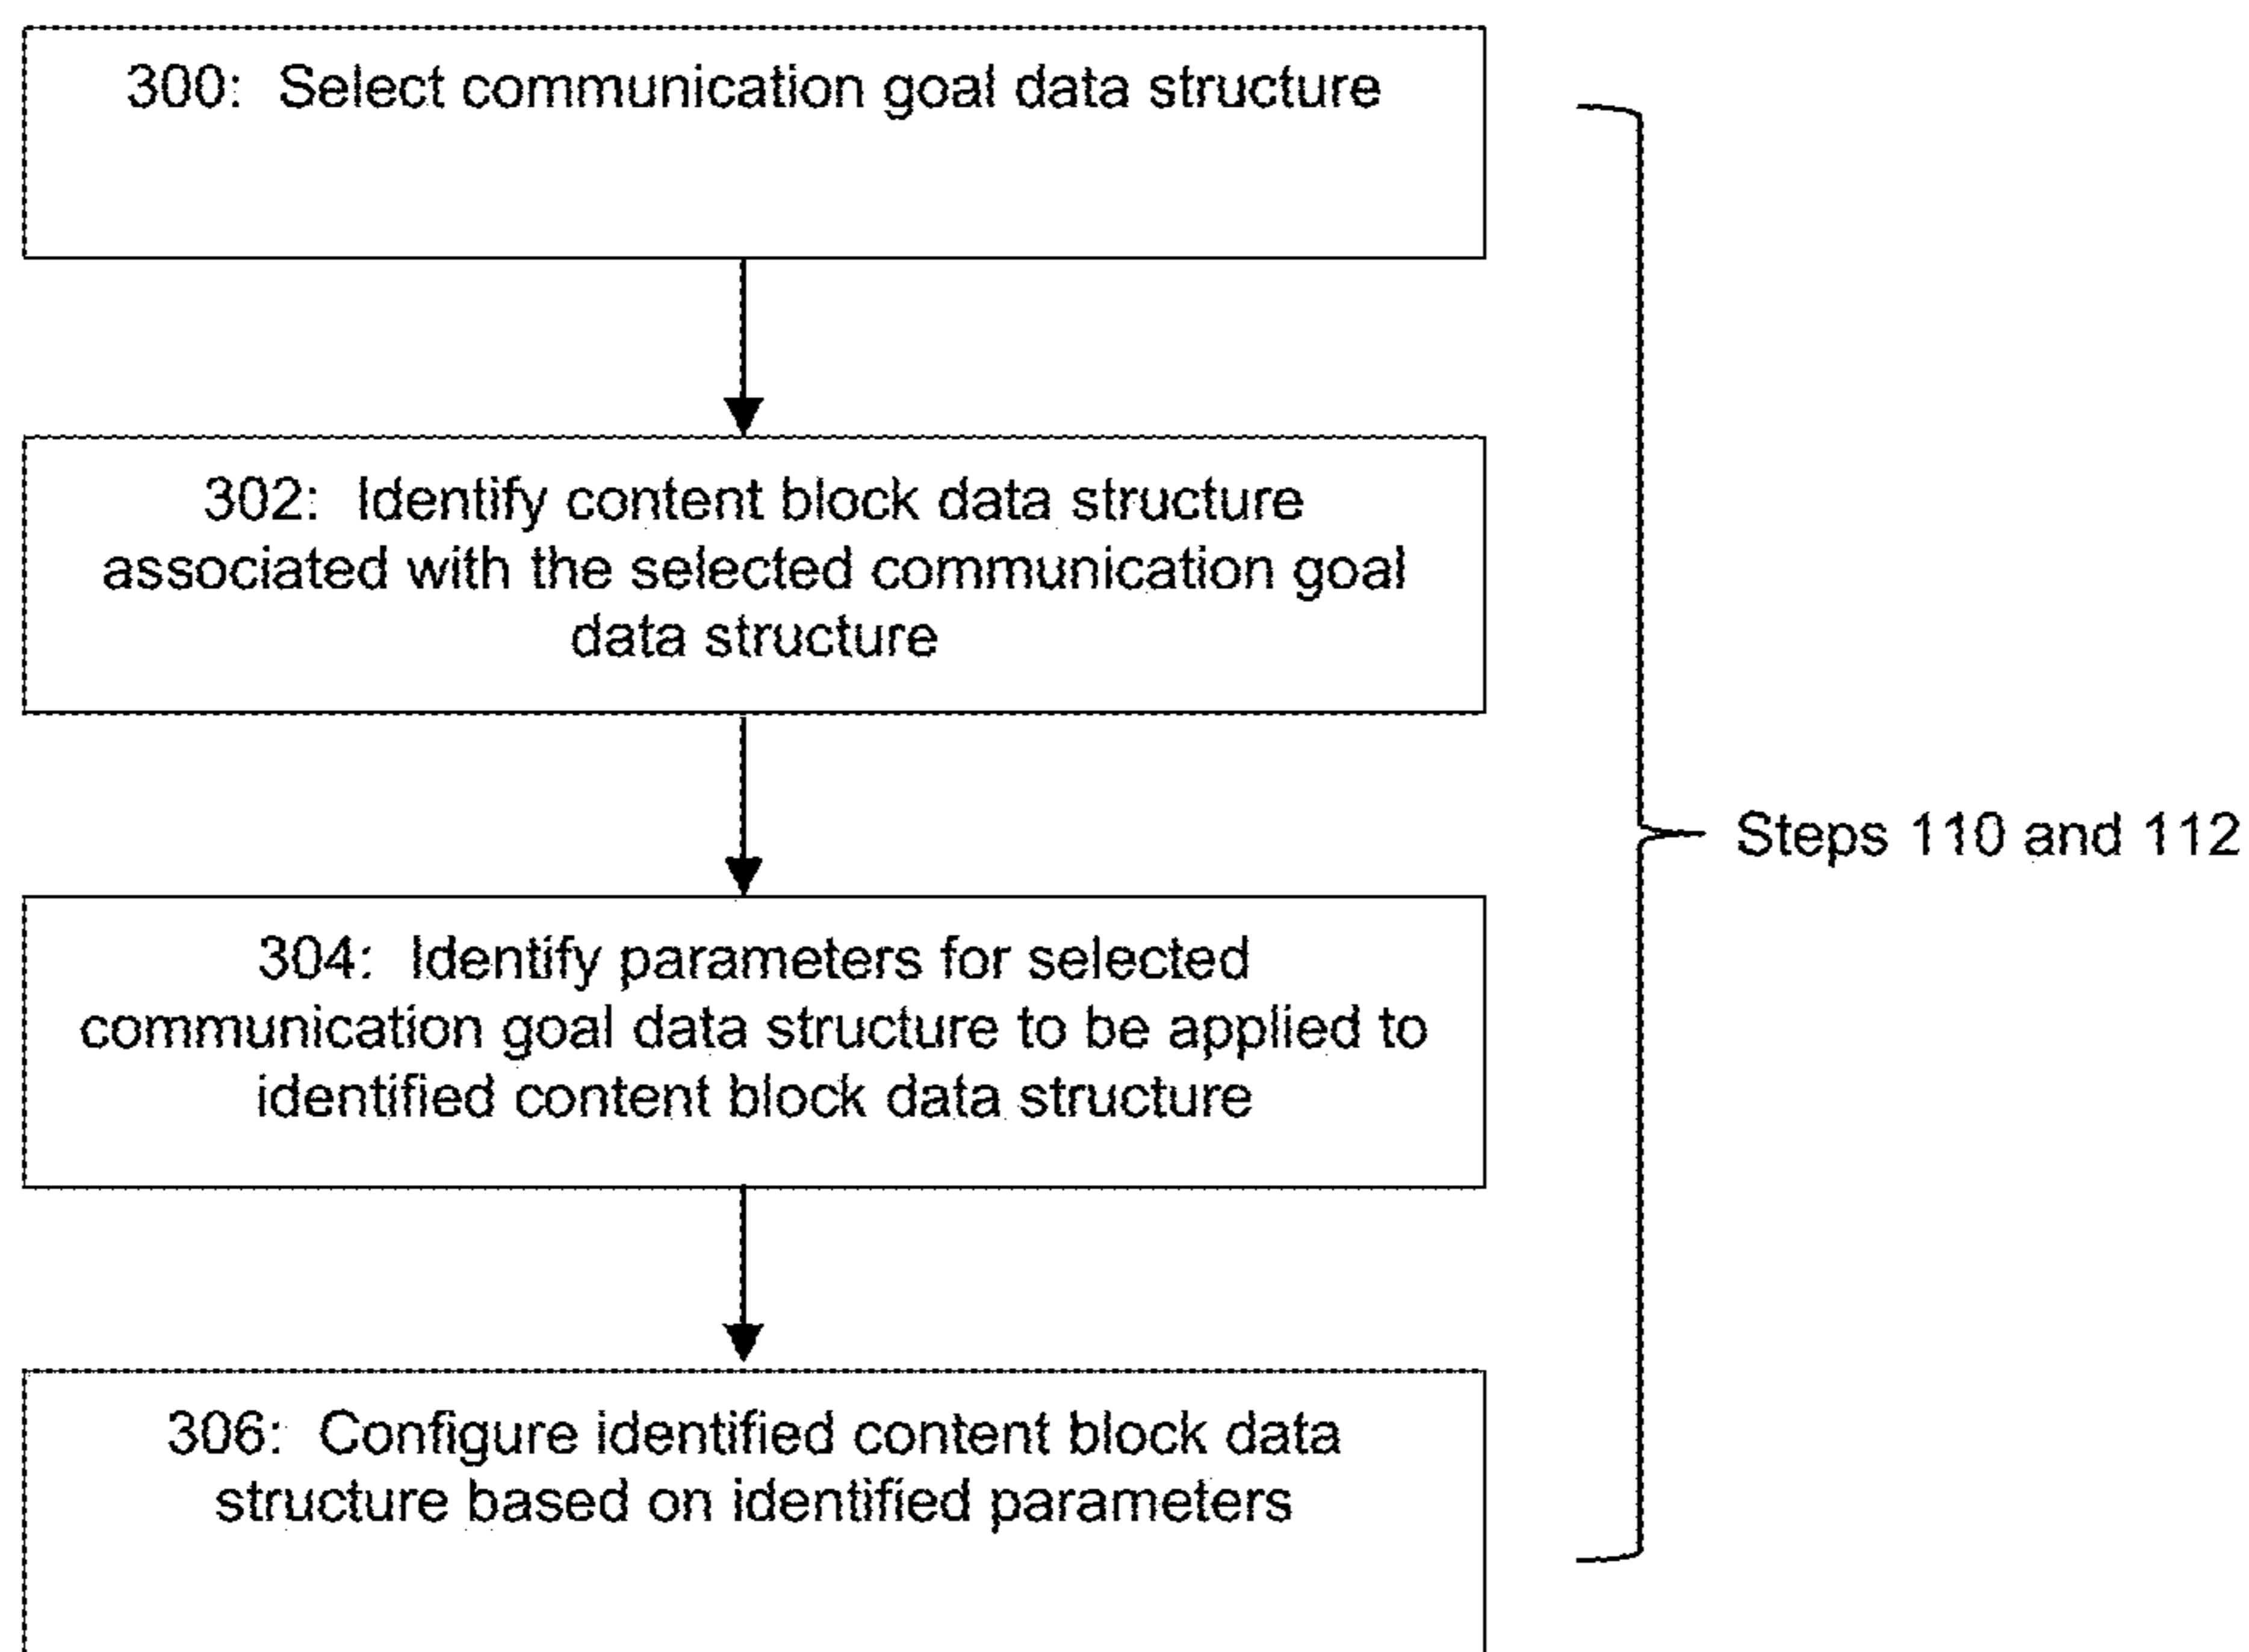 300: Select communication goal data structure
302: Identify content block data structure
associated with the selected communication goal
data structure
304: Identify parameters for selected
communication goal data structure to be applied to
identified content block data structure
306: Configure identified content block data
structure based on identified parameters
Steps 110 and 112